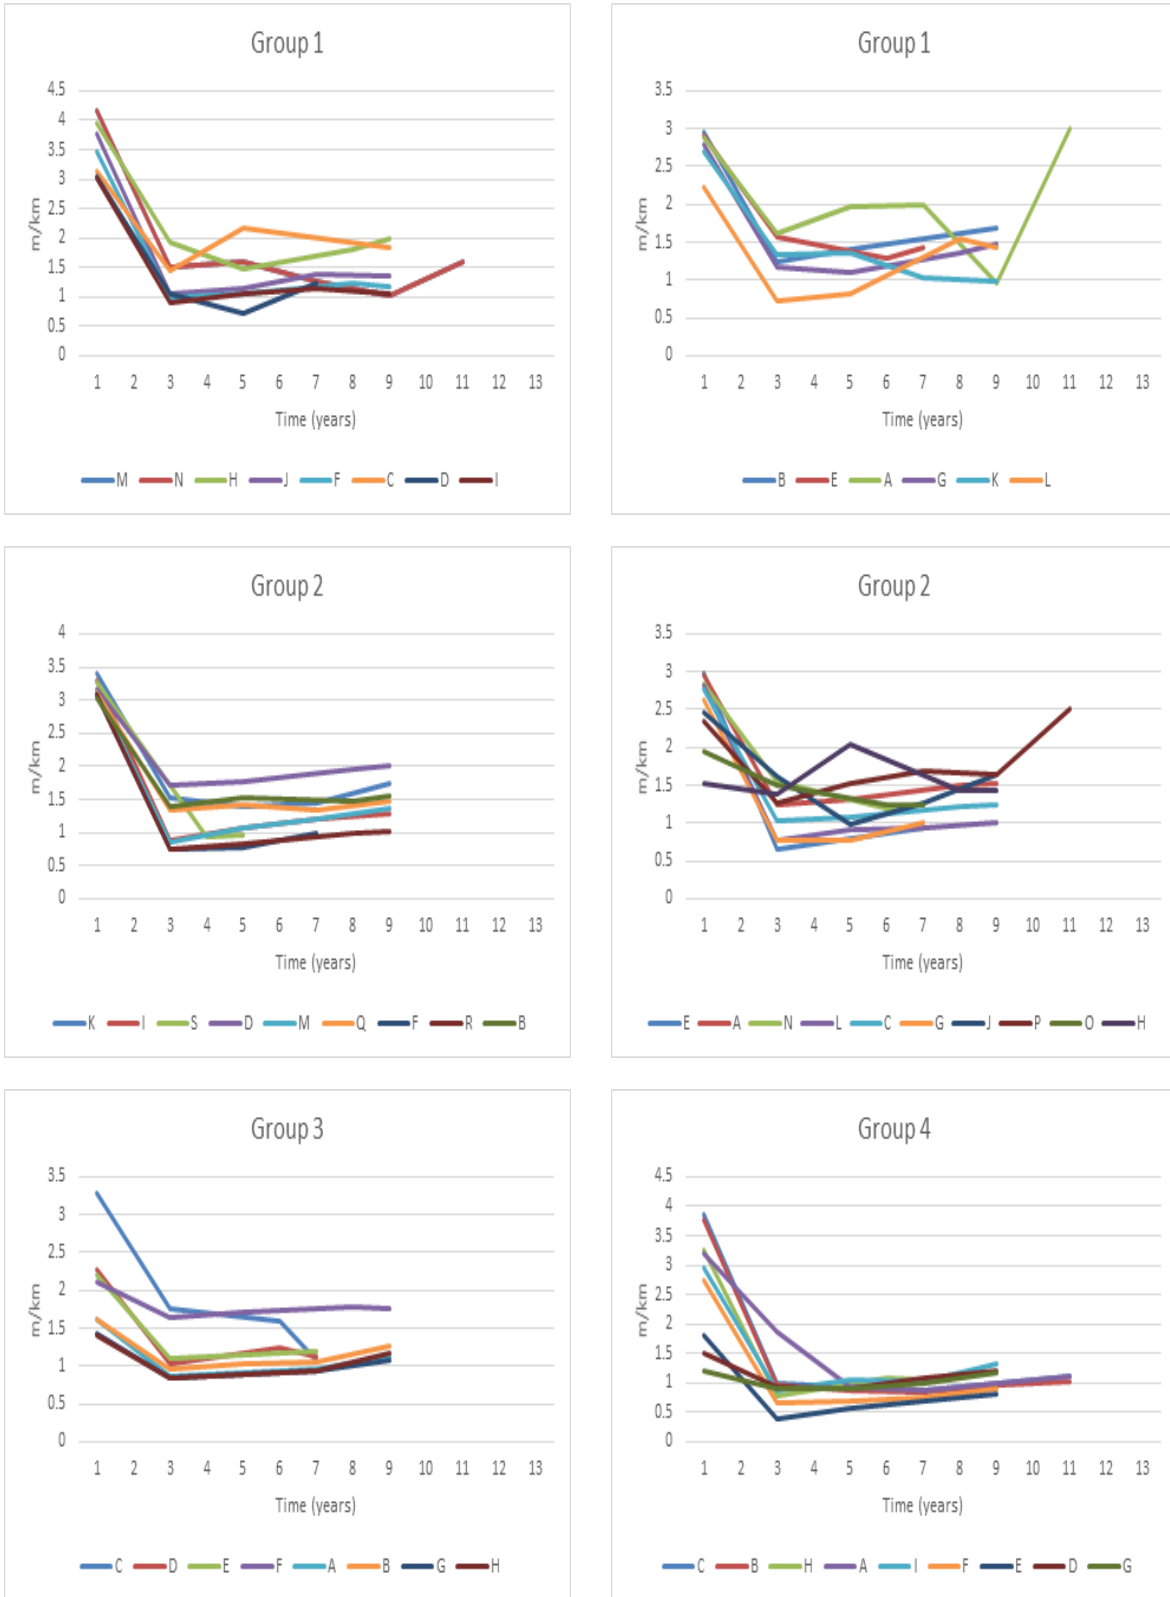 Group 1
4.5
4
3.5
3
2.5
2
1.5
1
0.5
0
m/km
1 2 3 4 5 6 7 8 9 10 11 12 13
Time (years)
M N H J F C D I
Group 1
3.5
3
2.5
2
1.5
1
0.5
0
m/km
1 2 3 4 5 6 7 8 9 10 11 12 13
Time (years)
B E A G K L
Group 2
4
3.5
3
2.5
2
1.5
1
0.5
0
m/km
1 2 3 4 5 6 7 8 9 10 11 12 13
Time (years)
K I S D M Q F R B
Group 2
3.5
3
2.5
2
1.5
1
0.5
0
m/km
1 2 3 4 5 6 7 8 9 10 11 12 13
Time (years)
E A N L C G J P O H
Group 3
3.5
3
2.5
2
1.5
1
0.5
0
m/km
1 2 3 4 5 6 7 8 9 10 11 12 13
Time (years)
C D E F A B G H
Group 4
4.5
4
3.5
3
2.5
2
1.5
1
0.5
0
m/km
1 2 3 4 5 6 7 8 9 10 11 12 13
Time (years)
C B H A I F E D G